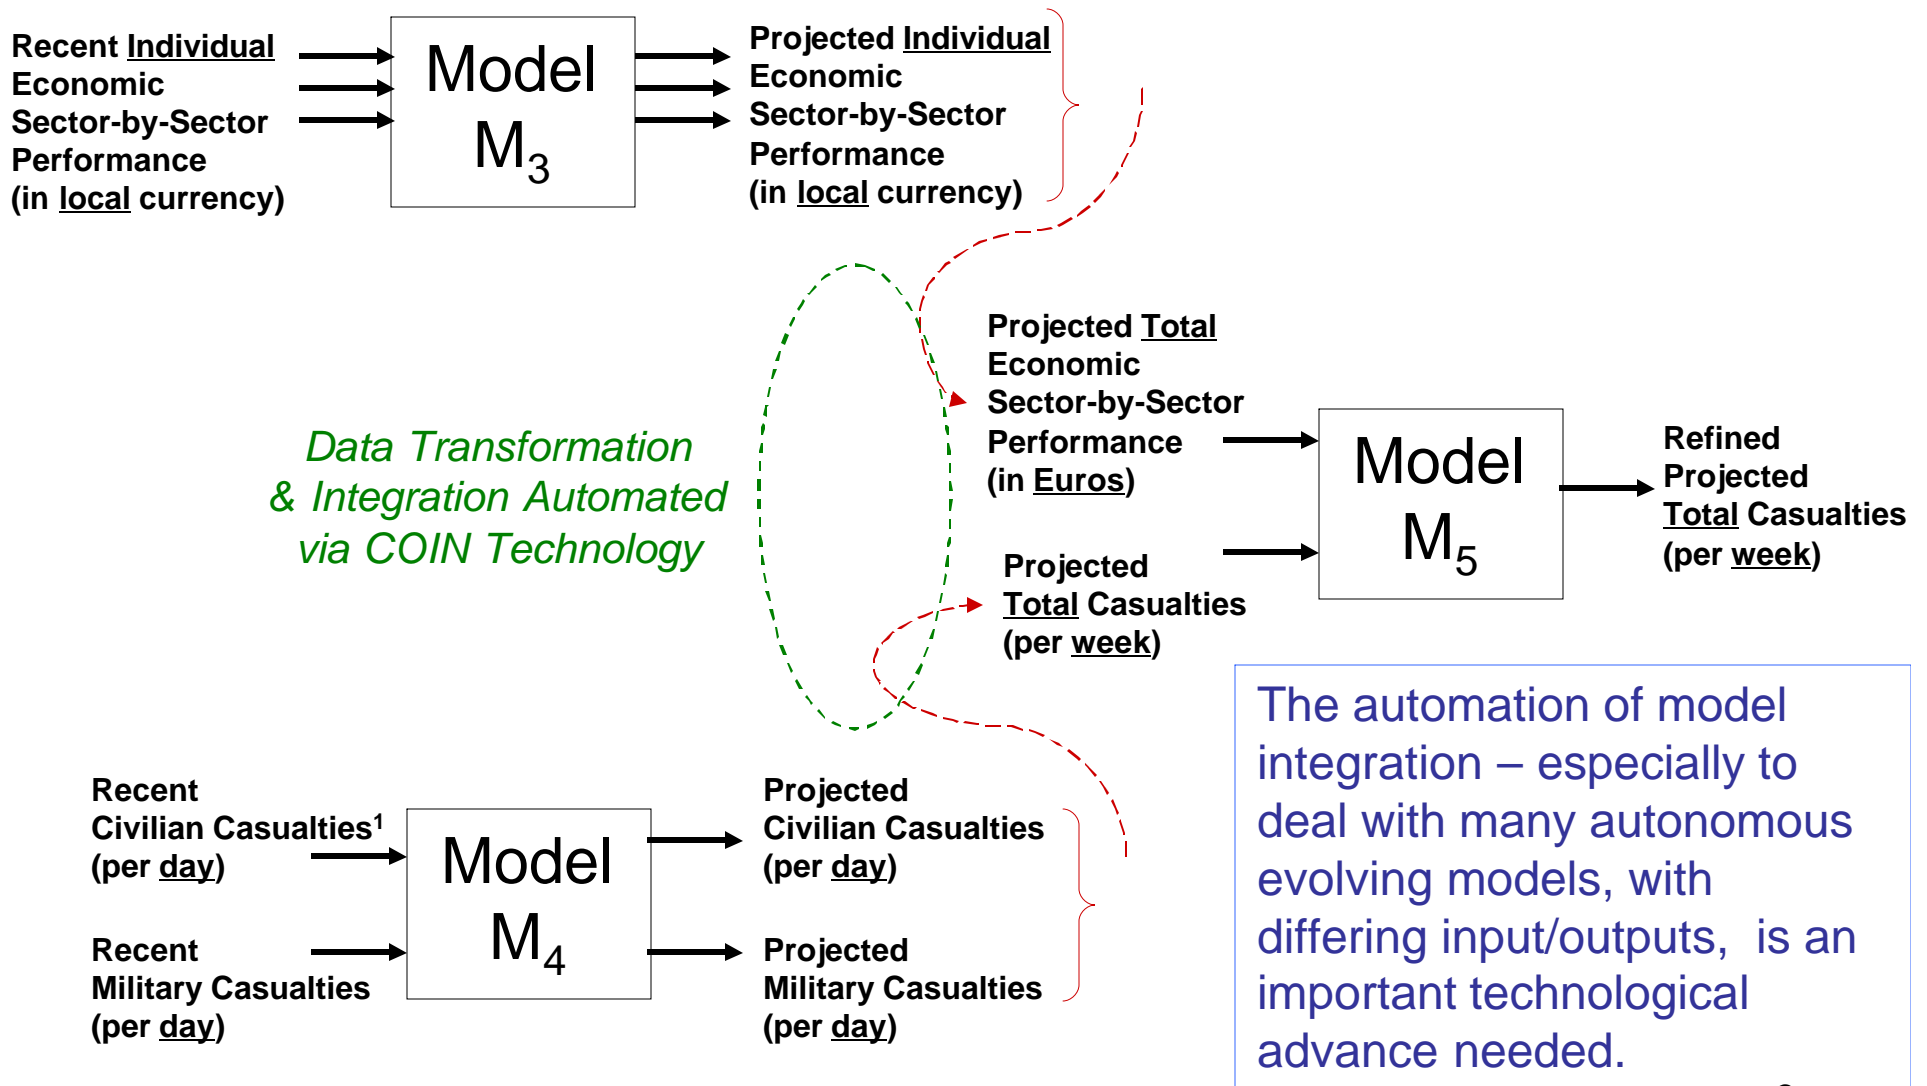 Recent Individual
Economic
Sector-by-Sector
Performance
(in local currency)
Model
M3
Projected Individual
Economic
Sector-by-Sector
Performance
(in local currency)
Data Transformation
& Integration Automated
via COIN Technology
Projected Total
Economic
Sector-by-Sector
Performance
(in Euros)
Projected
Total Casualties
(per week)
Model
M5
Refined
Projected
Total Casualties
(per week)
Recent
Civilian Casualties¹
(per day)
Recent
Military Casualties
(per day)
Model
M4
Projected
Civilian Casualties
(per day)
Projected
Military Casualties
(per day)
The automation of model
integration – especially to
deal with many autonomous
evolving models, with
differing input/outputs, is an
important technological
advance needed.